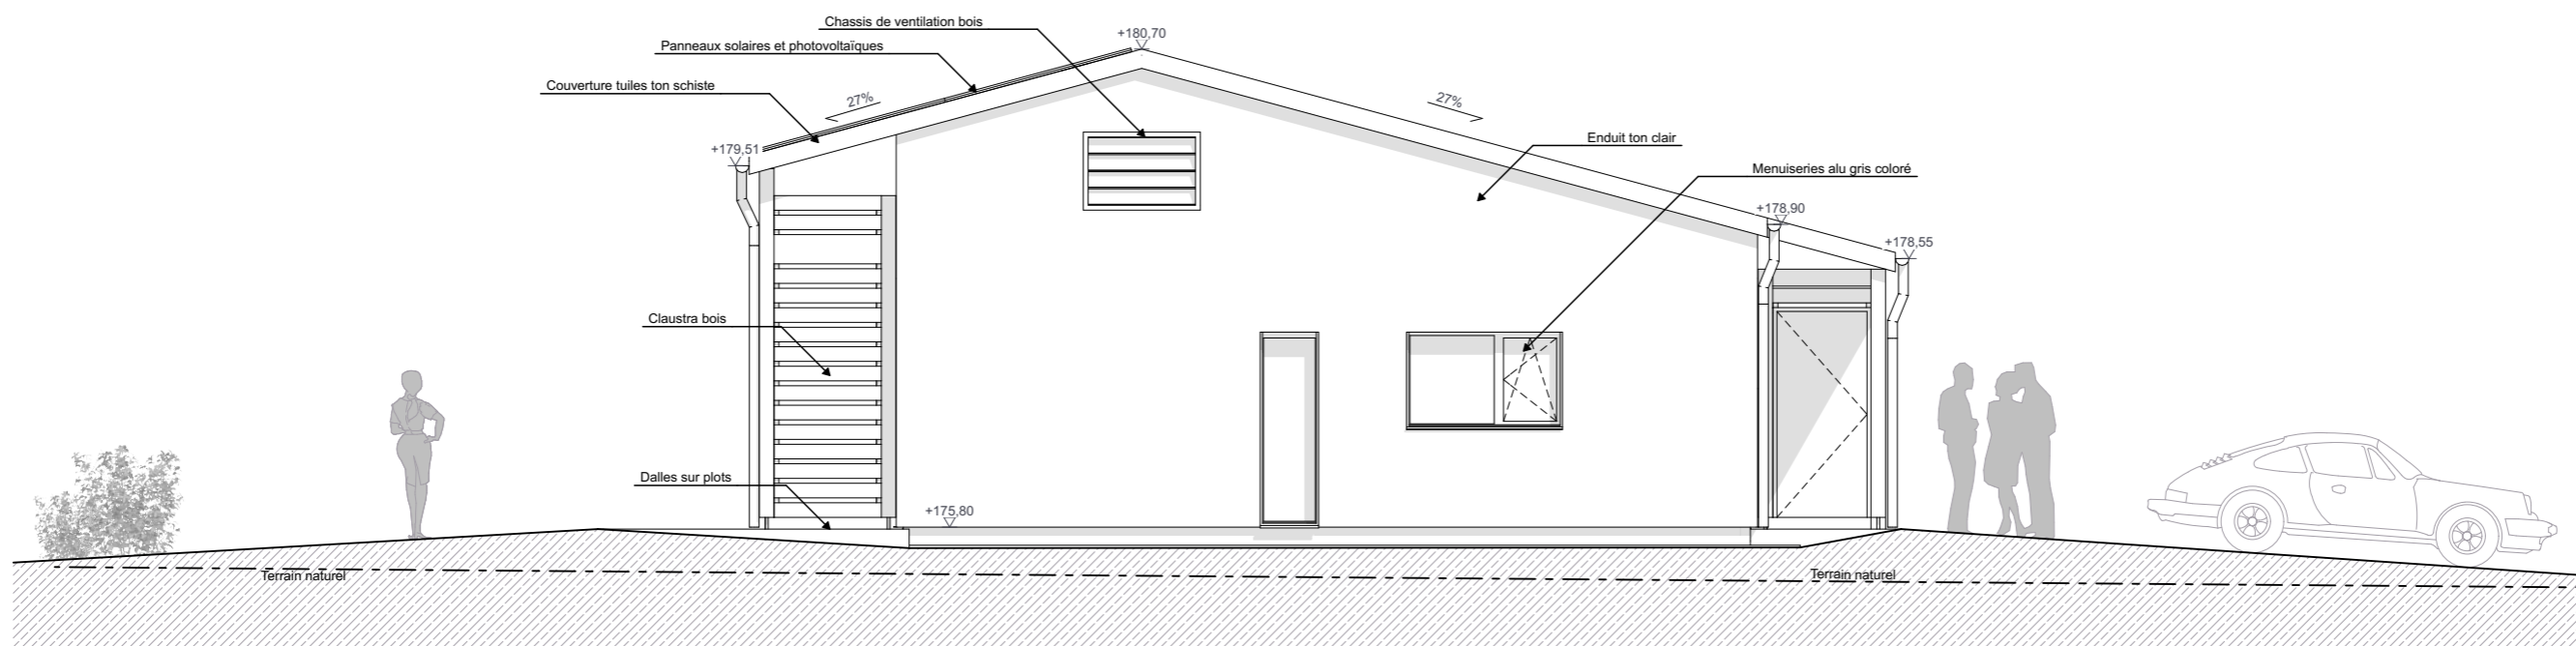 Chassis de ventilation bois
+180,70
Panneaux solaires et photovoltaïques
Couverture tuiles ton schiste
27%
27%
Enduit ton clair
+179,51
Menuiseries alu gris coloré
+178,90
+178,55
Claustra bois
Dalles sur plots
+175,80
Terrain naturel
Terrain naturel